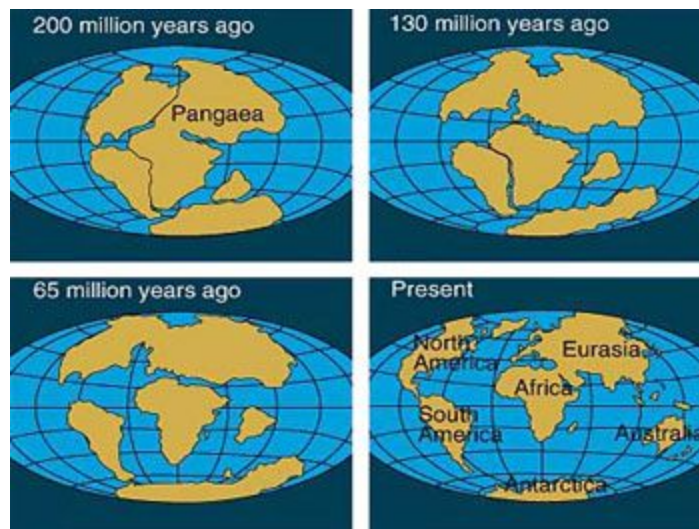 200 million years ago
Pangaea
130 million years ago
65 million years ago
Present
North
America
Eurasia
Africa
South
America
Australia
Antarctica